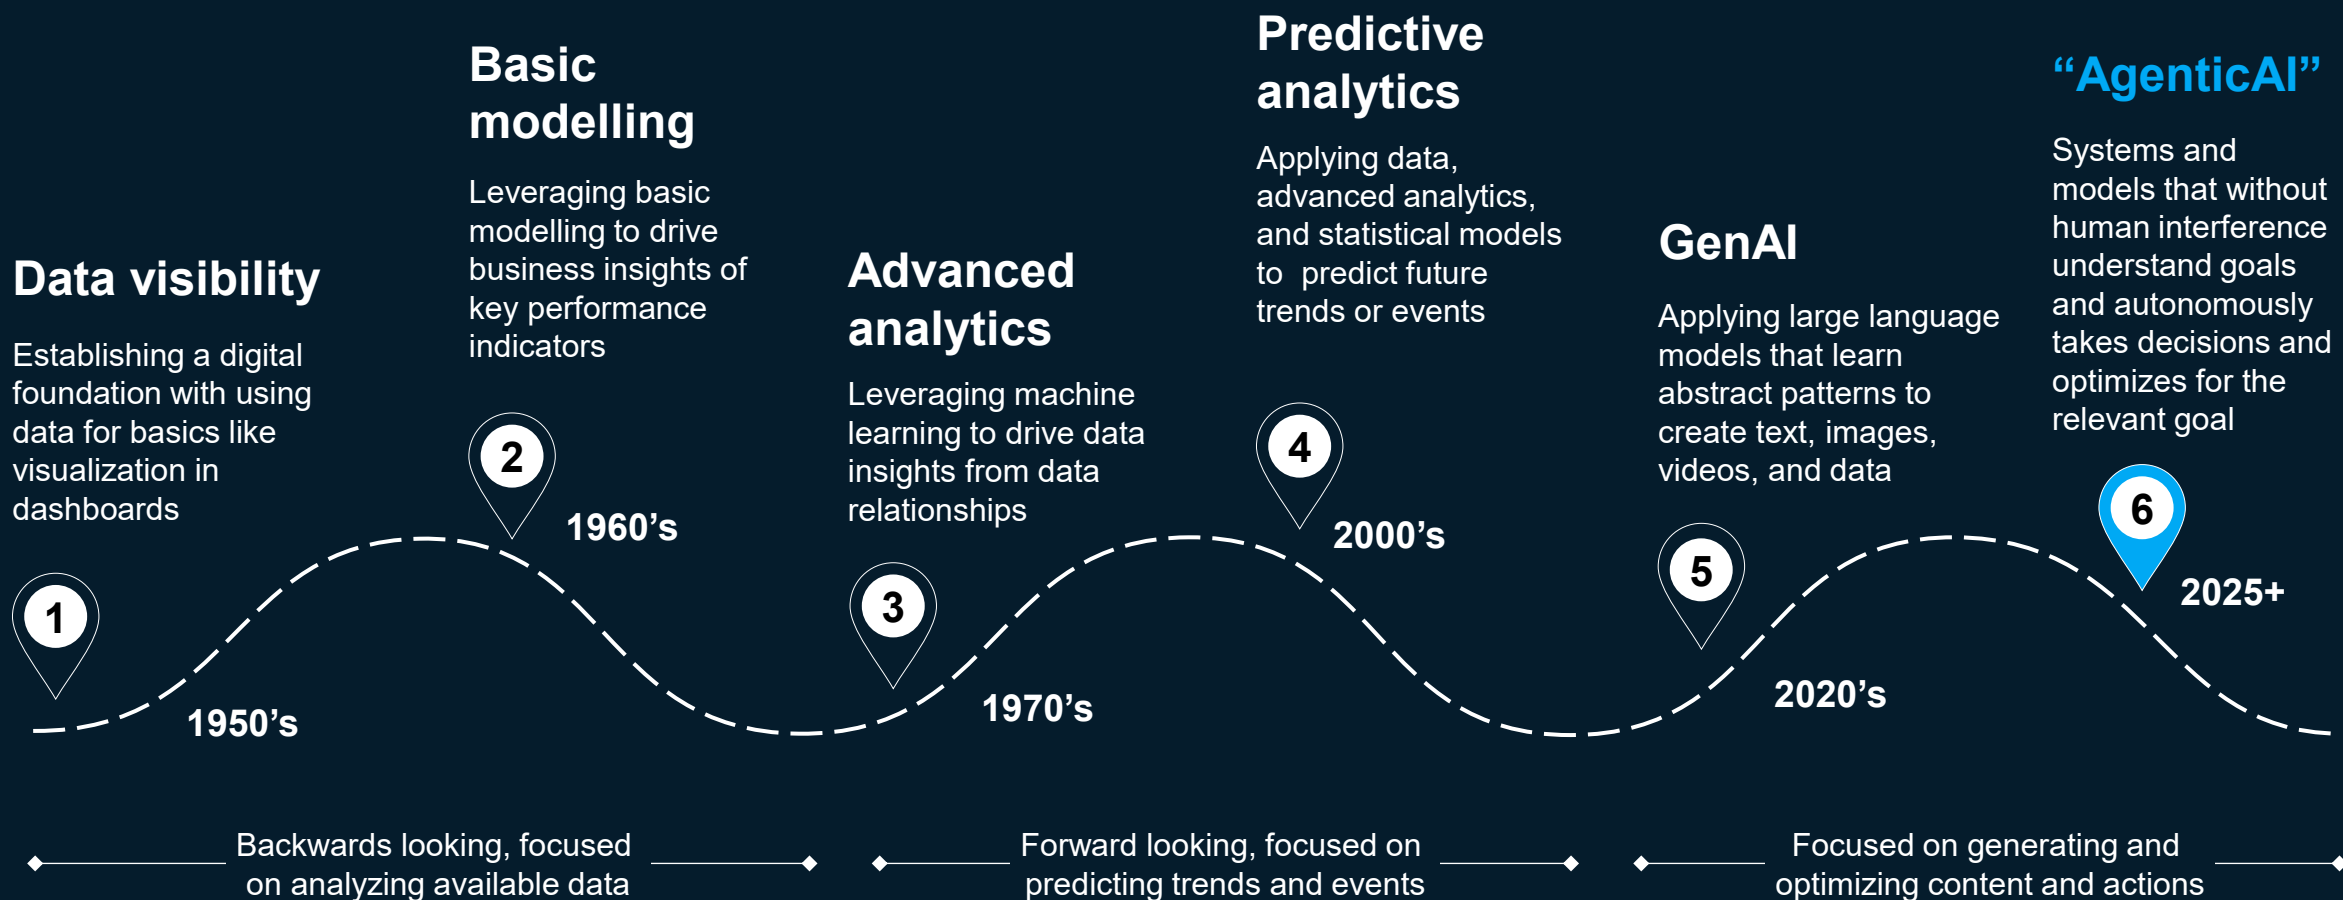 Data visibility
Establishing a digital
foundation with using
data for basics like
visualization in
dashboards
1
1950’s
Basic
modelling
Leveraging basic
modelling to drive
business insights of
key performance
indicators
2
1960’s
Advanced
analytics
Leveraging machine
learning to drive data
insights from data
relationships
3
1970’s
Predictive
analytics
Applying data,
advanced analytics,
and statistical models
to  predict future
trends or events
4
2000’s
GenAI
Applying large language
models that learn
abstract patterns to
create text, images,
videos, and data
5
2020’s
“AgenticAI”
Systems and
models that without
human interference
understand goals
and autonomously
takes decisions and
optimizes for the
relevant goal
6
2025+
Backwards looking, focused
on analyzing available data
Forward looking, focused on
predicting trends and events
Focused on generating and
optimizing content and actions